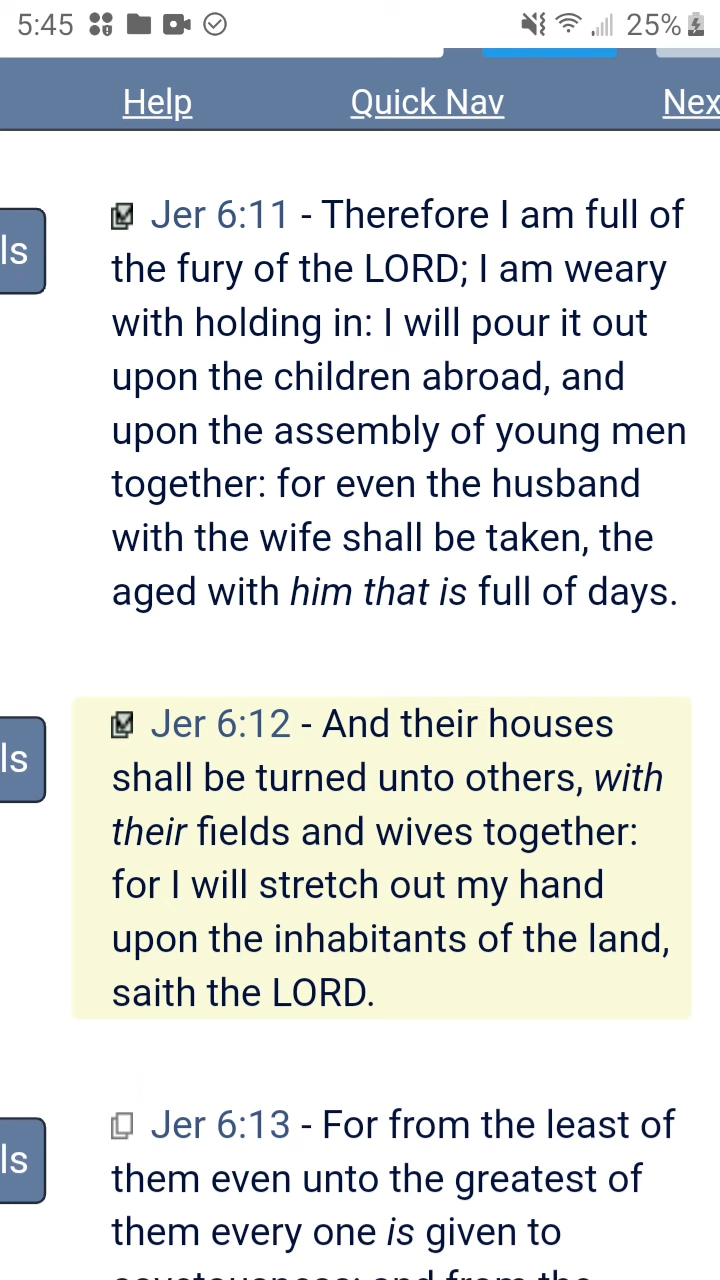 5:45 25%
Help Quick Nav Nex
ls
Jer 6:11 - Therefore I am full of
the fury of the LORD; I am weary
with holding in: I will pour it out
upon the children abroad, and
upon the assembly of young men
together: for even the husband
with the wife shall be taken, the
aged with him that is full of days.
ls
Jer 6:12 - And their houses
shall be turned unto others, with
their fields and wives together:
for I will stretch out my hand
upon the inhabitants of the land,
saith the LORD.
ls
Jer 6:13 - For from the least of
them even unto the greatest of
them every one is given to
covetousness; and from the